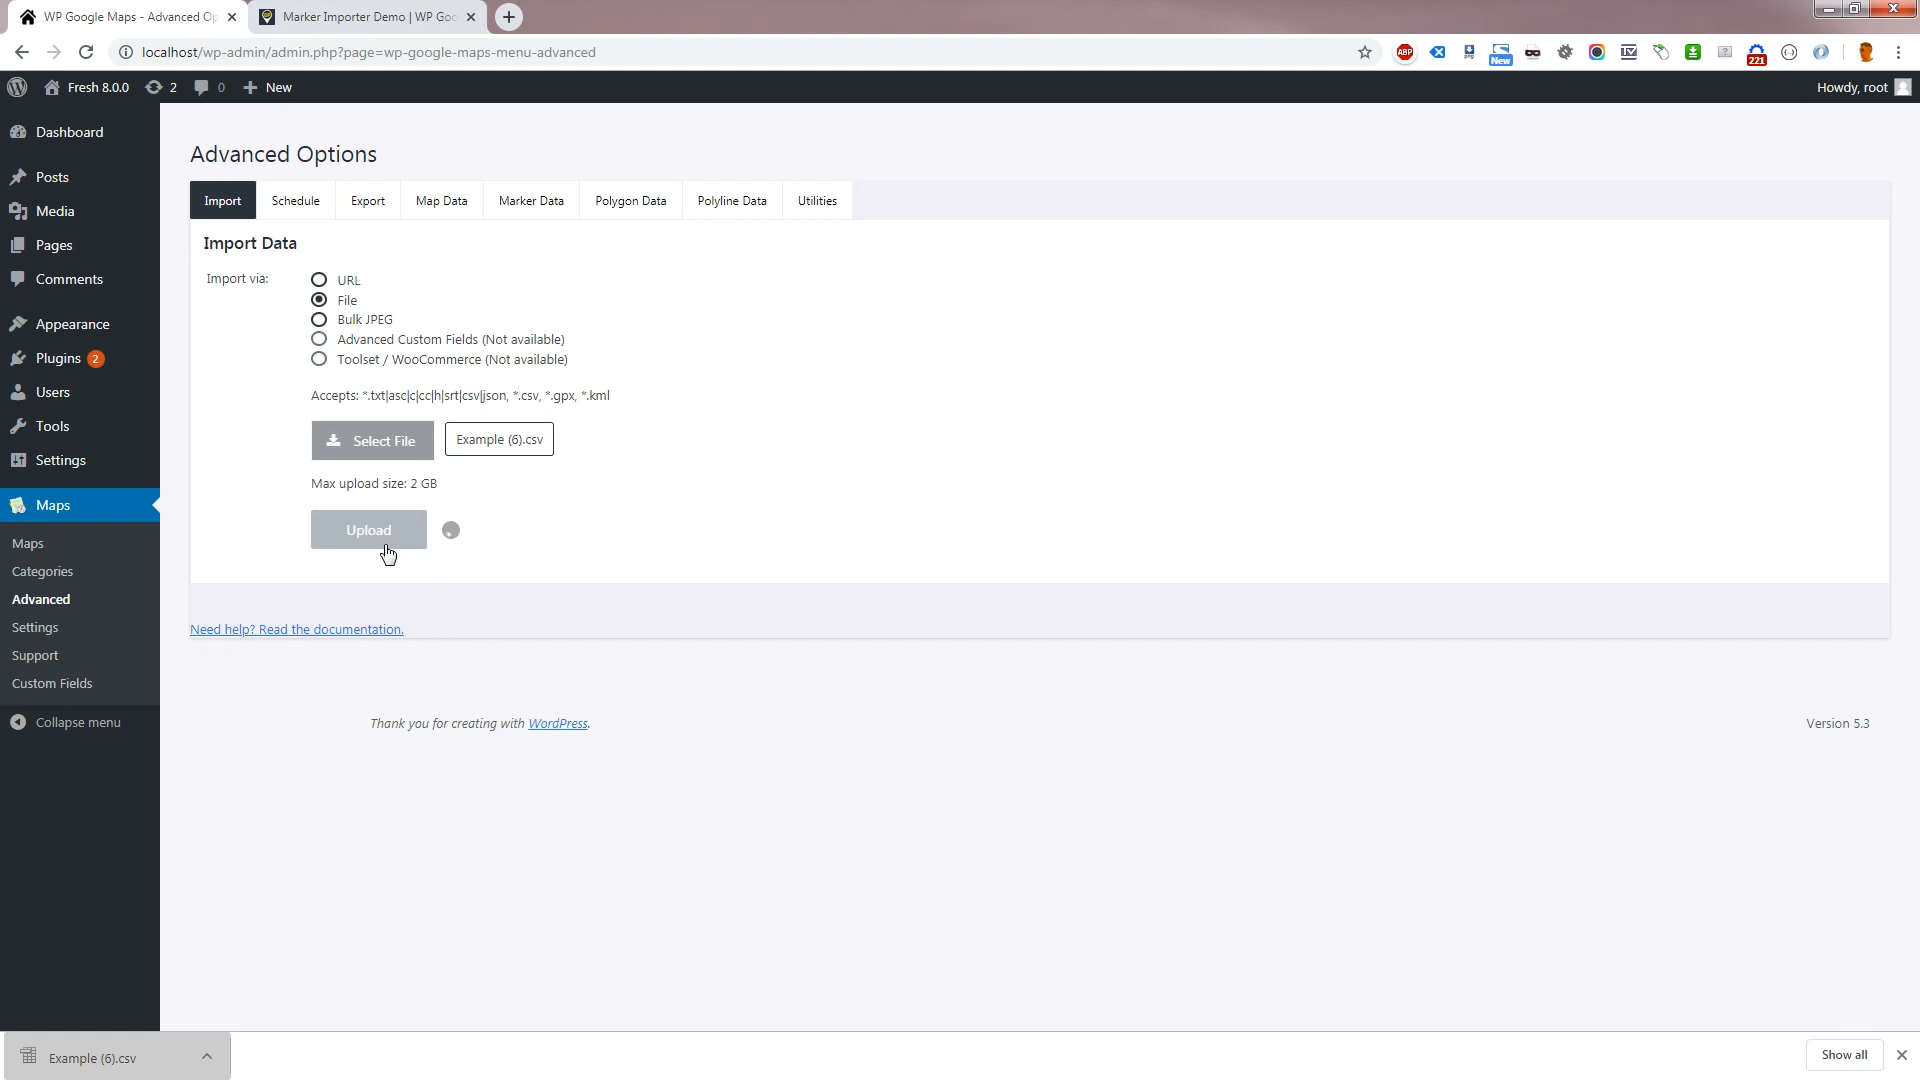 WP Google Maps - Advanced Op
Marker Importer Demo | WP Goo
localhost/wp-admin/admin.php?page=wp-google-maps-menu-advanced
ABP
New
221
Fresh 8.0.0
2
0
New
Howdy, root
Dashboard
Posts
Media
Pages
Comments
Appearance
Plugins 2
Users
Tools
Settings
Maps
Maps
Categories
Advanced
Settings
Support
Custom Fields
Collapse menu
Advanced Options
Import
Schedule
Export
Map Data
Marker Data
Polygon Data
Polyline Data
Utilities
Import Data
Import via:
URL
File
Bulk JPEG
Advanced Custom Fields (Not available)
Toolset / WooCommerce (Not available)
Accepts: *.txt|asc|c|cc|h|srt|csv|json, *.csv, *.gpx, *.kml
Select File
Example (6).csv
Max upload size: 2 GB
Upload
Need help? Read the documentation.
Thank you for creating with WordPress.
Version 5.3
Example (6).csv
Show all